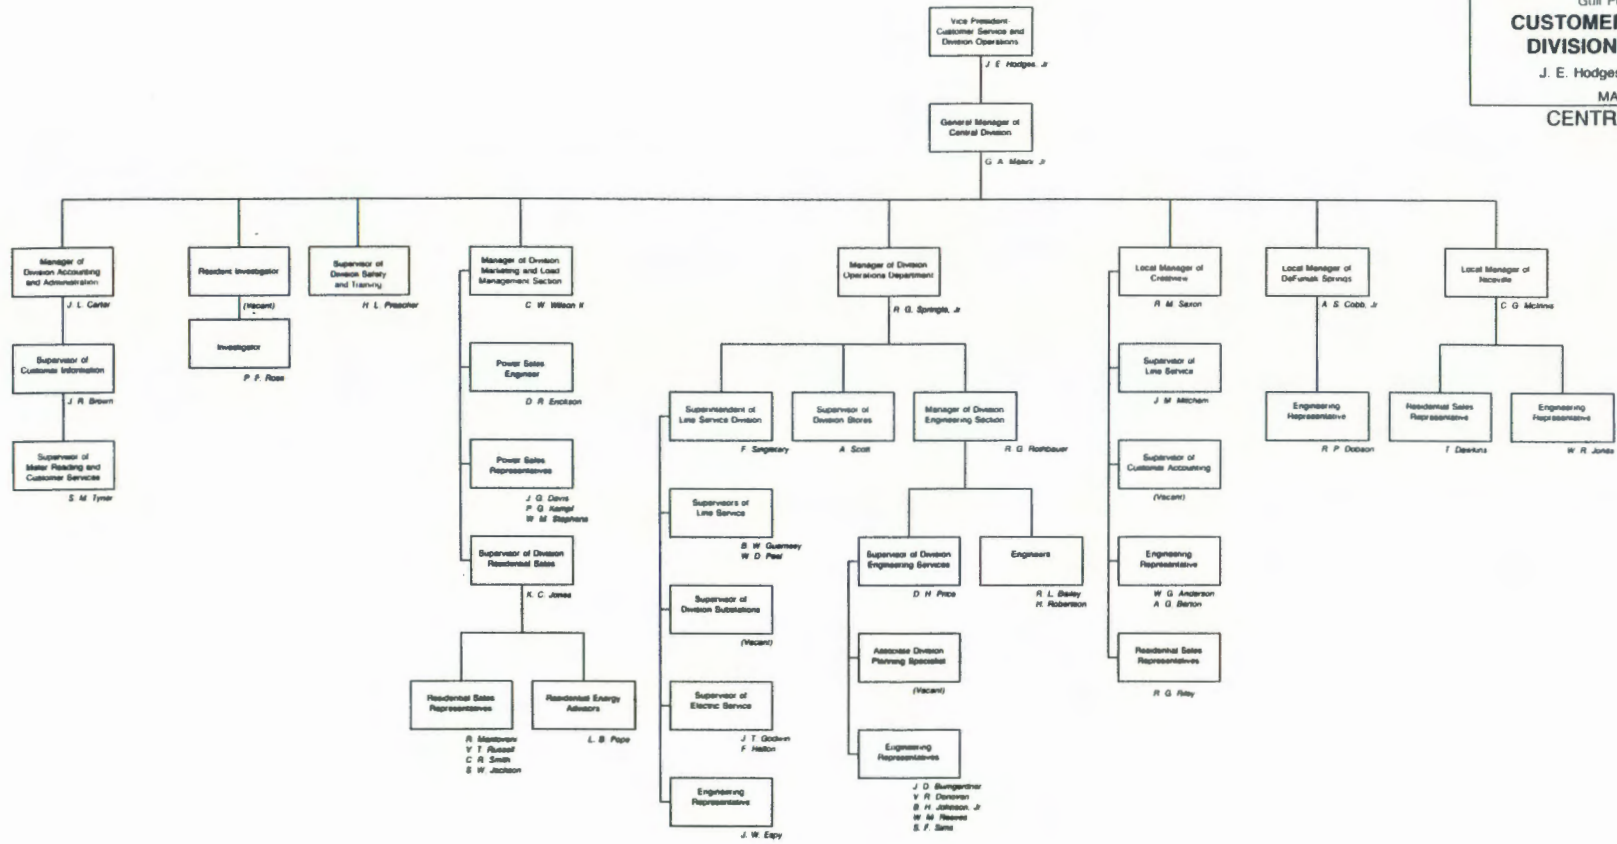 CUSTOMER
DIVISION
J. E. Hodges
MA
CENTR
Vice President
Customer Service and
Division Operations
J. E. Hodges, Jr
General Manager of
Central Division
G. A. Jr
Manager of
Division Accounting
and Administration
J. L. Carter
Supervisor of
Customer Information
J. R. Brown
Supervisor of
Meter Reading and
Customer Services
S. M. Tyner
Resident Investigator
(Vacant)
Investigator
P. F. Ross
Supervisor of
Division Safety
and Training
H. L. Prescher
Manager of Division
Marketing and Load
Management Section
C. W. Wilson II
Power Sales
Engineer
D. R. Erickson
Power Sales
Representatives
J. G. Davis
P. G. Kampf
W. M. Stephens
Supervisor of Division
Residential Sales
K. C. Jones
Residential Sales
Representatives
R. Mantovani
V. T. Russell
C. R. Smith
S. W. Jackson
Residential Energy
Advisors
L. B. Pope
Manager of Division
Operations Department
R. G. Springle, Jr
Superintendent of
Line Service Division
F. Singletary
Supervisors of
Line Service
B. W. Guernsey
W. D. Peel
Supervisor of
Division Substations
(Vacant)
Supervisor of
Electric Service
J. T. Godwin
F. Helton
Engineering
Representative
J. W. Espy
Supervisor of
Division Stores
A. Scott
Manager of Division
Engineering Section
R. G. Rothbauer
Supervisor of Division
Engineering Services
D. H. Price
Associate Division
Planning Specialist
(Vacant)
Engineering
Representatives
J. D. Bumgardner
V. R. Donovan
B. H. Johnson, Jr
W. M. Reeves
S. F. Sims
Engineers
R. L. Bailey
H. Robertson
Local Manager of
Crestview
R. M. Saxon
Supervisor of
Line Service
J. M. Mitchem
Supervisor of
Customer Accounting
(Vacant)
Engineering
Representative
W. G. Anderson
A. G. Barton
Residential Sales
Representatives
R. G. Riley
Local Manager of
DeFuniak Springs
A. S. Cobb, Jr
Engineering
Representative
R. P. Dobson
Local Manager of
Niceville
C. G. McInnis
Residential Sales
Representative
T. Dawkins
Engineering
Representative
W. R. Jones